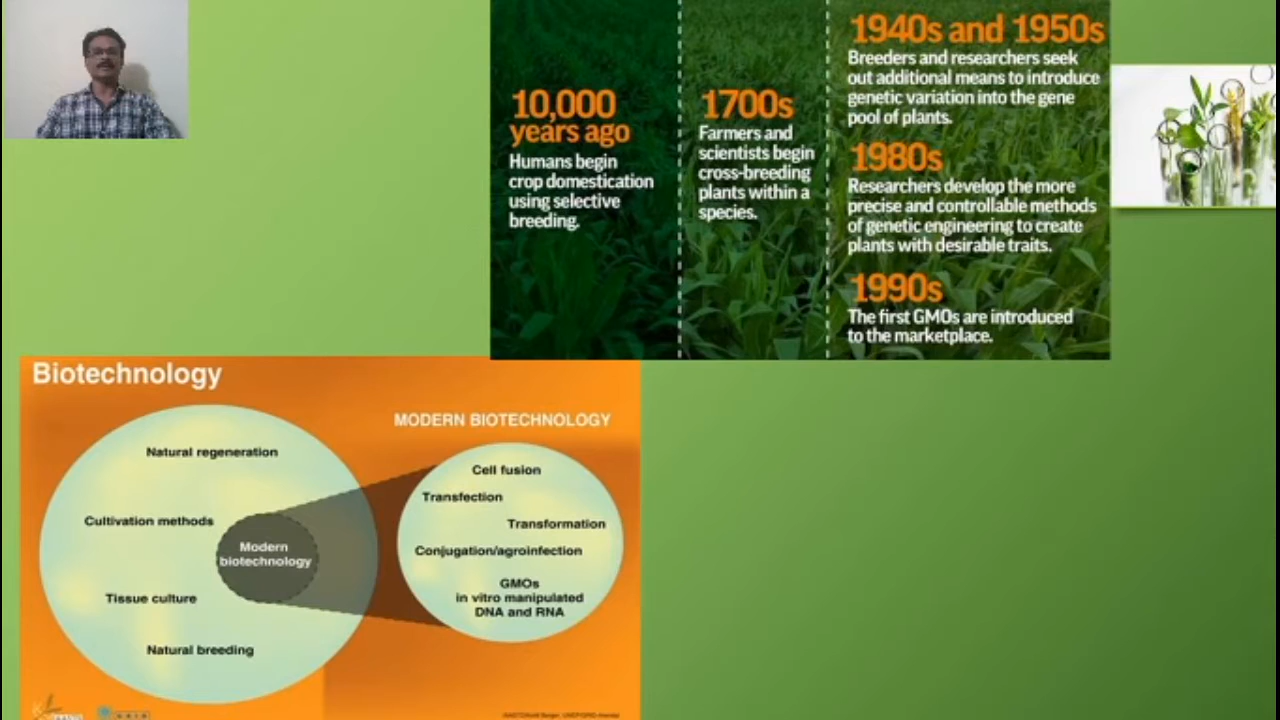 10,000
years ago
Humans begin
crop domestication
using selective
breeding.
1700s
Farmers and
scientists begin
cross-breeding
plants within a
species.
1940s and 1950s
Breeders and researchers seek
out additional means to introduce
genetic variation into the gene
pool of plants.
1980s
Researchers develop the more
precise and controllable methods
of genetic engineering to create
plants with desirable traits.
1990s
The first GMOs are introduced
to the marketplace.
Biotechnology
Natural regeneration
Cultivation methods
Modern
biotechnology
Tissue culture
Natural breeding
MODERN BIOTECHNOLOGY
Cell fusion
Transfection
Transformation
Conjugation/agroinfection
GMOs
in vitro manipulated
DNA and RNA